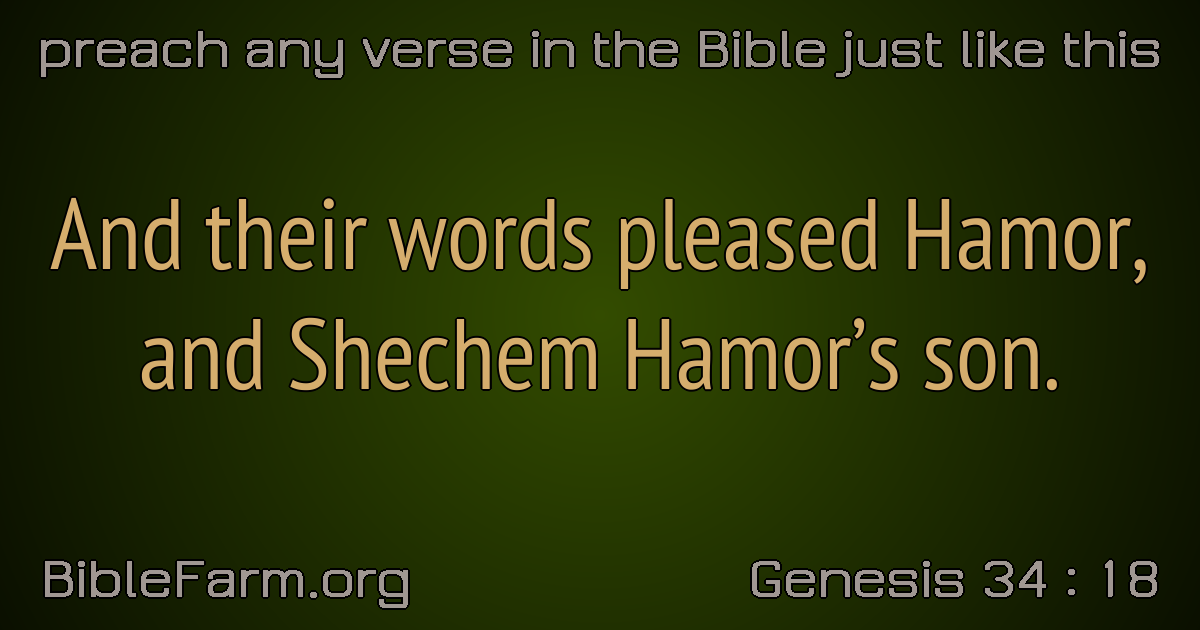 preach any verse in the Bible just like this
And their words pleased Hamor,
and Shechem Hamor’s son.
BibleFarm.org
Genesis 34 : 18